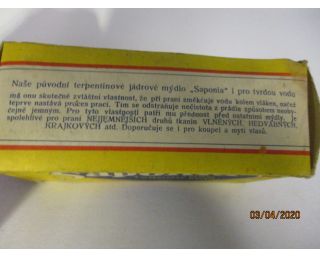 Naše původní terpentinové jádrové mýdlo „Saponia“ i pro tvrdou vodu
má onu skutečně zvláštní vlastnost, že při praní změkčuje vodu kolem vláken, načež
teprve nastává proces prací. Tím se odstraňuje nečistota z prádla způsobem neoby-
čejně jemným. Pro tyto vlastnosti patří mu přednost před ostatními mýdly. Je
spolehlivé pro praní NEJJEMNĚJŠÍCH druhů tkanin VLNĚNÝCH, HEDVÁBNÝCH,
KRAJKOVÝCH atd. Doporučuje se i pro koupel a mytí vlasů.
03/04/2020